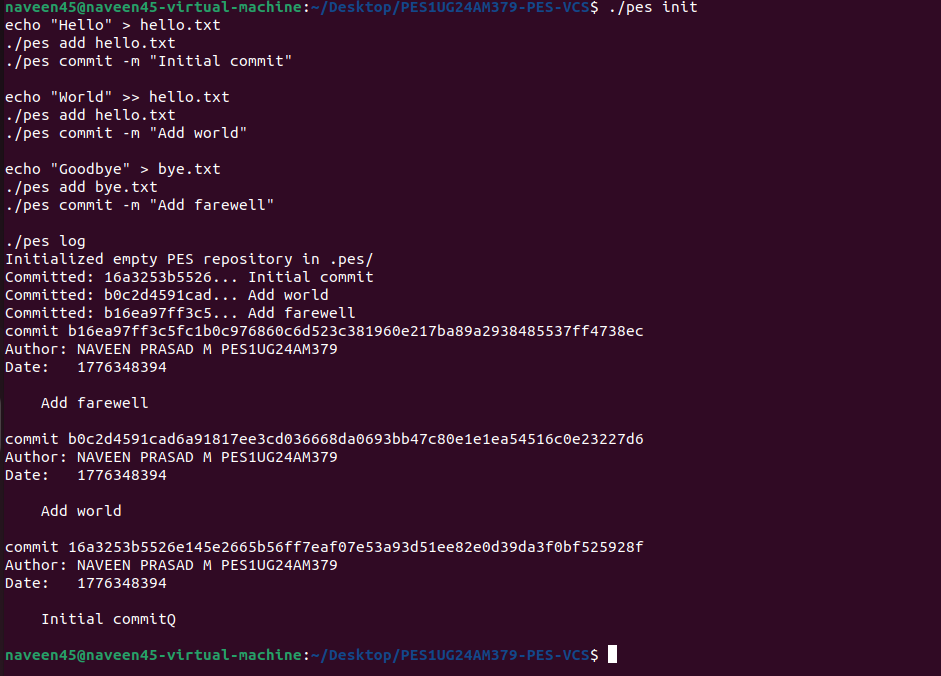 naveen45@naveen45-virtual-machine:~/Desktop/PES1UG24AM379-PES-VCS$ ./pes init
echo "Hello" > hello.txt
./pes add hello.txt
./pes commit -m "Initial commit"
echo "World" >> hello.txt
./pes add hello.txt
./pes commit -m "Add world"
echo "Goodbye" > bye.txt
./pes add bye.txt
./pes commit -m "Add farewell"
./pes log
Initialized empty PES repository in .pes/
Committed: 16a3253b5526... Initial commit
Committed: b0c2d4591cad... Add world
Committed: b16ea97ff3c5... Add farewell
commit b16ea97ff3c5fc1b0c976860c6d523c381960e217ba89a2938485537ff4738ec
Author: NAVEEN PRASAD M PES1UG24AM379
Date:   1776348394
    Add farewell
commit b0c2d4591cad6a91817ee3cd036668da0693bb47c80e1e1ea54516c0e23227d6
Author: NAVEEN PRASAD M PES1UG24AM379
Date:   1776348394
    Add world
commit 16a3253b5526e145e2665b56ff7eaf07e53a93d51ee82e0d39da3f0bf525928f
Author: NAVEEN PRASAD M PES1UG24AM379
Date:   1776348394
    Initial commitQ
naveen45@naveen45-virtual-machine:~/Desktop/PES1UG24AM379-PES-VCS$